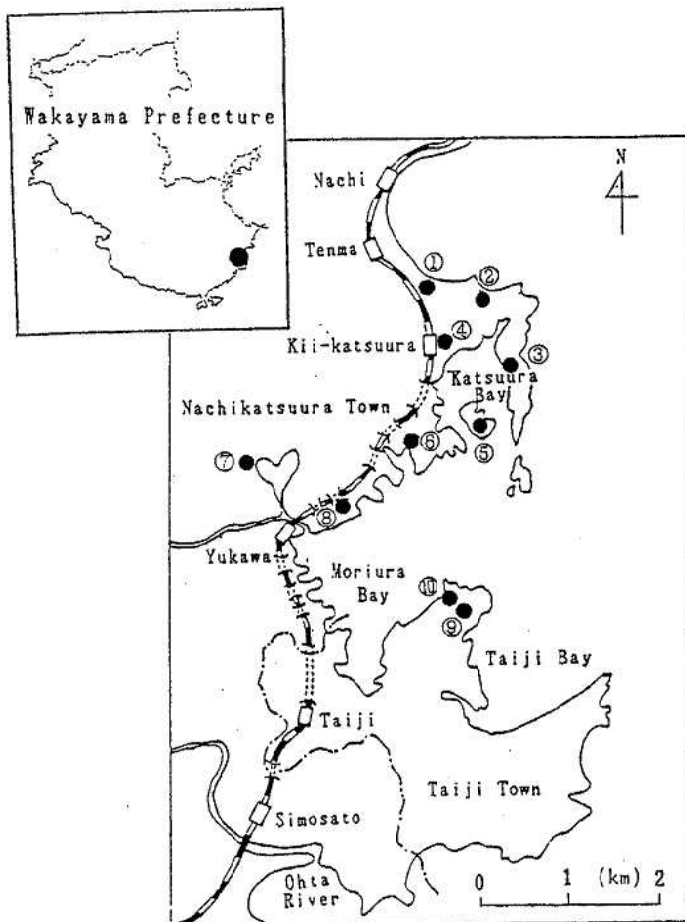 Wakayama Prefecture
N
Nachi
Tenma
①
②
④
Kii-katsuura
③
Katsuura
Bay
Nachikatsuura Town
⑥
⑤
⑦
⑧
Yukawa
Moriura
Bay
⑩
⑨
Taiji Bay
Taiji
Taiji Town
Simosato
Ohta
River
0 1 (km) 2